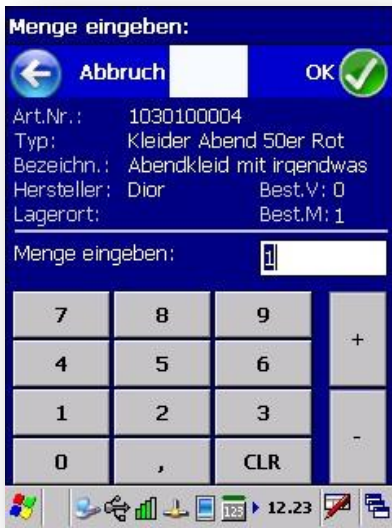 Menge eingeben:
Abbruch OK
Art.Nr.: 1030100004
Typ: Kleider Abend 50er Rot
Bezeichn.: Abendkleid mit irgendwas
Hersteller: Dior Best.V: 0
Lagerort: Best.M: 1
Menge eingeben: 1
7 8 9
+
4 5 6
1 2 3
-
0 , CLR
123 12.23